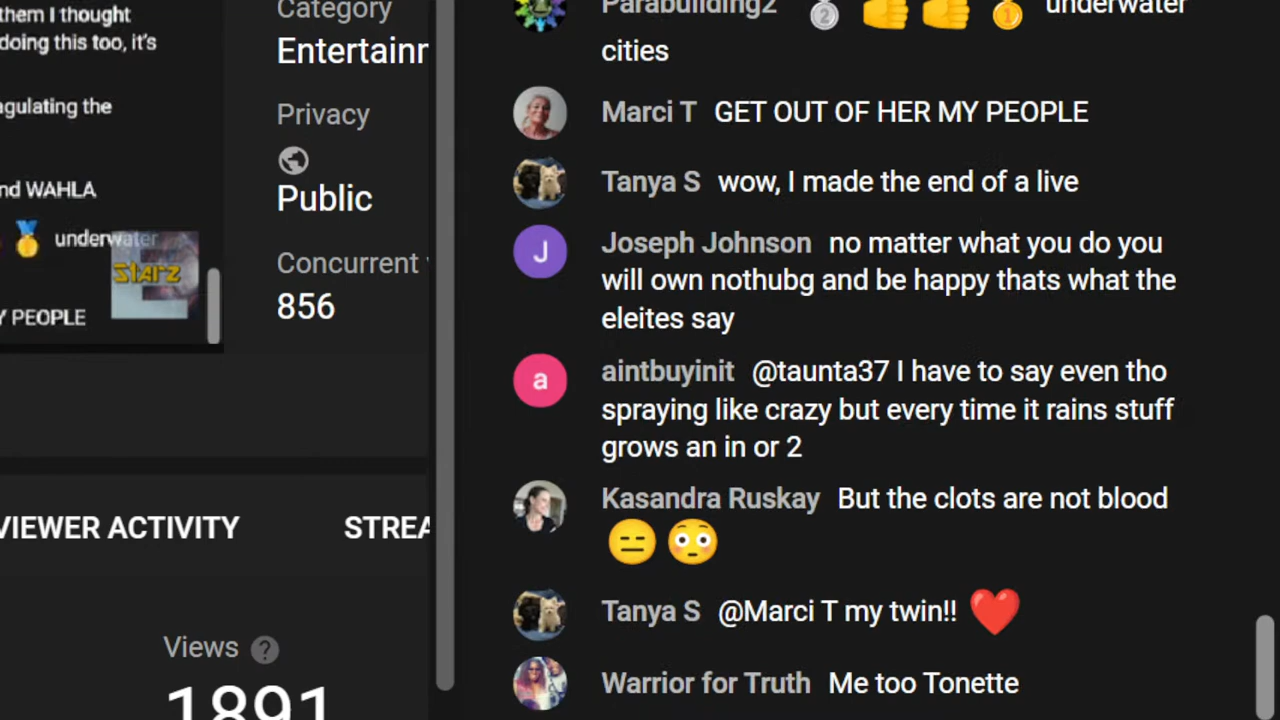 them I thought
doing this too, it's
agulating the
nd WAHLA
underwater
Starz
Y PEOPLE
Category
Entertainm
Privacy
Public
Concurrent
856
VIEWER ACTIVITY
STREA
Views
1891
Parabuilding2 underwater
cities
Marci T GET OUT OF HER MY PEOPLE
Tanya S wow, I made the end of a live
Joseph Johnson no matter what you do you
will own nothubg and be happy thats what the
eleites say
aintbuyinit @taunta37 I have to say even tho
spraying like crazy but every time it rains stuff
grows an in or 2
Kasandra Ruskay But the clots are not blood
Tanya S @Marci T my twin!!
Warrior for Truth Me too Tonette